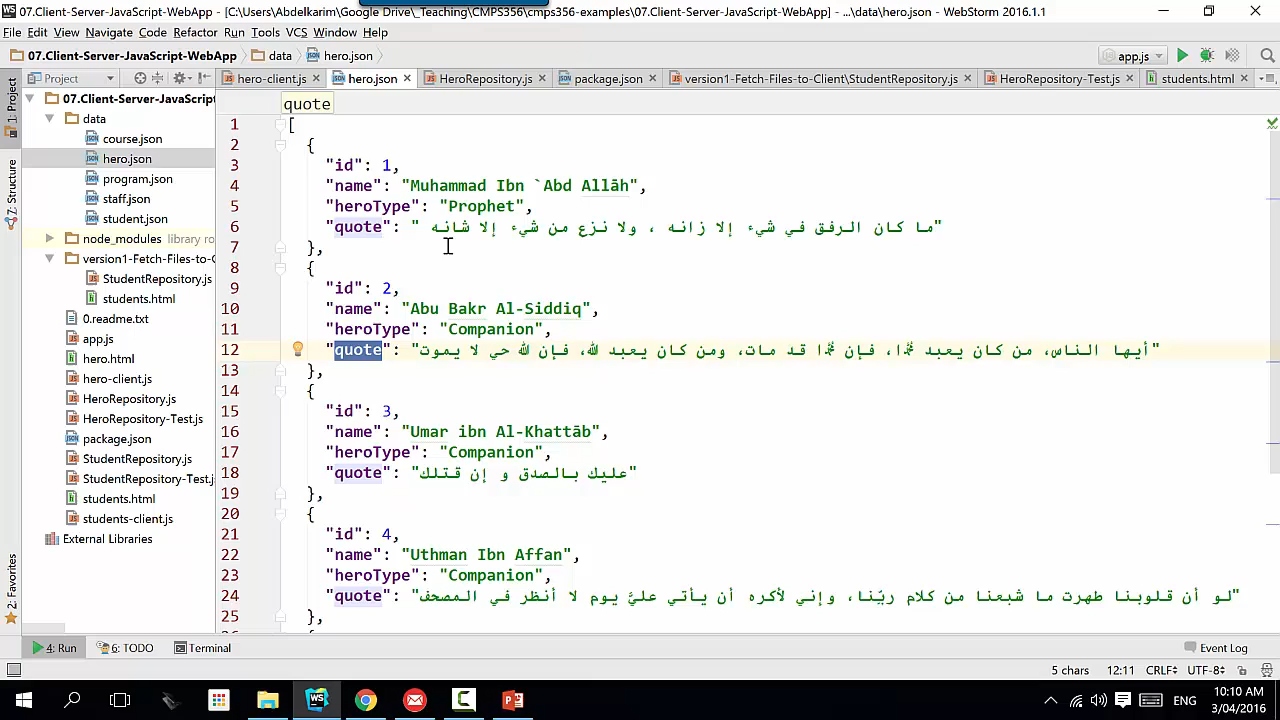 07.Client-Server-JavaScript-WebApp - [C:\Users\Abdelkarim\Google Drive\_Teaching\CMPS356\cmps356-examples\07.Client-Server-JavaScript-WebApp] - ...\data\hero.json - WebStorm 2016.1.1
File Edit View Navigate Code Refactor Run Tools VCS Window Help
07.Client-Server-JavaScript-WebApp data hero.json app.js
1: Project
7: Structure
2: Favorites
Project
hero-client.js hero.json HeroRepository.js package.json version1-Fetch-Files-to-Client\StudentRepository.js HeroRepository-Test.js students.html
07.Client-Server-JavaScript
data
course.json
hero.json
program.json
staff.json
student.json
node_modules library ro
version1-Fetch-Files-to-C
StudentRepository.js
students.html
0.readme.txt
app.js
hero.html
hero-client.js
HeroRepository.js
HeroRepository-Test.js
package.json
StudentRepository.js
StudentRepository-Test.j
students.html
students-client.js
External Libraries
quote
1 [
2 {
3 "id": 1,
4 "name": "Muhammad Ibn `Abd Allāh",
5 "heroType": "Prophet",
6 "quote": " ما كان الرفق في شيء إلا زانه ، ولا نزع من شيء إلا شانه"
7 },
8 {
9 "id": 2,
10 "name": "Abu Bakr Al-Siddiq",
11 "heroType": "Companion",
12 "quote": "أيها الناس، من كان يعبد محمدا، فإن محمدا قد مات، ومن كان يعبد الله، فإن الله حي لا يموت"
13 },
14 {
15 "id": 3,
16 "name": "Umar ibn Al-Khattāb",
17 "heroType": "Companion",
18 "quote": "عليك بالصدق و إن قتلك"
19 },
20 {
21 "id": 4,
22 "name": "Uthman Ibn Affan",
23 "heroType": "Companion",
24 "quote": "لو أن قلوبنا طهرت ما شبعنا من كلام ربّنا، وإني لأكره أن يأتي عليَّ يوم لا أنظر في المصحف"
25 },
4: Run 6: TODO Terminal Event Log
5 chars 12:11 CRLF UTF-8
ENG
10:10 AM
3/04/2016